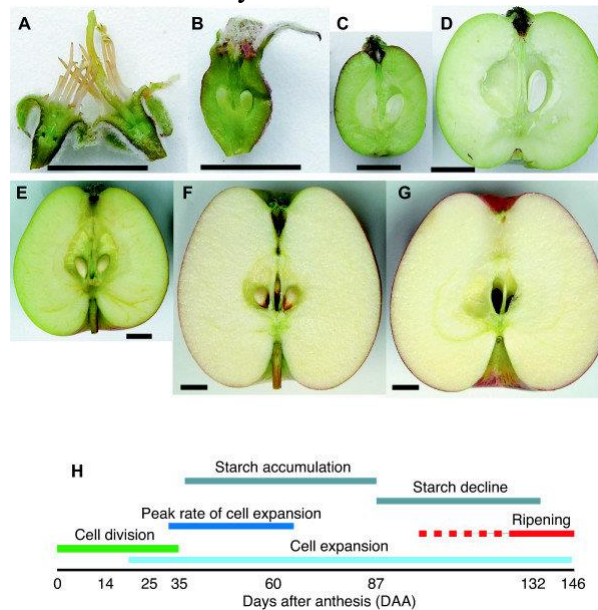 A
B
C
D
E
F
G
H
Starch accumulation
Starch decline
Peak rate of cell expansion
Ripening
Cell division
Cell expansion
0 14 25 35 60 87 132 146
Days after anthesis (DAA)